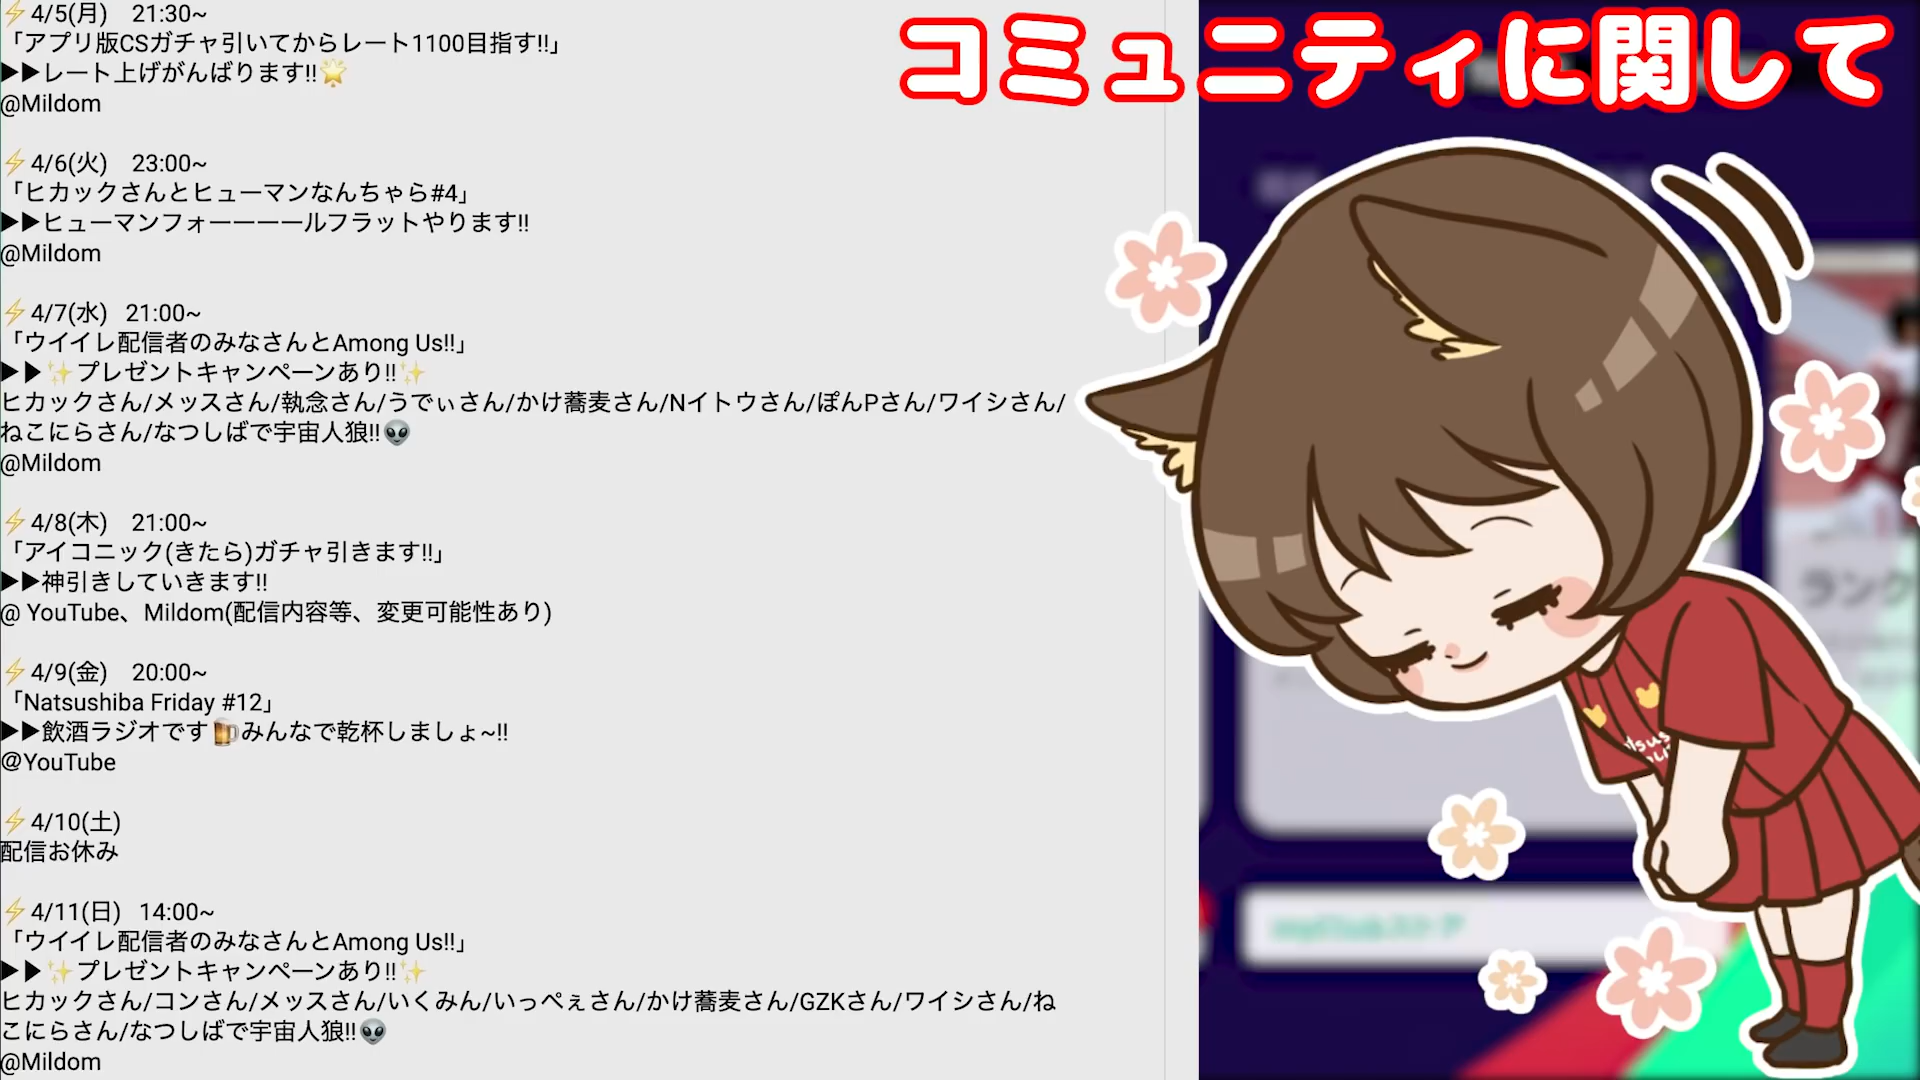 コミュニティに関して
⚡4/5(月) 21:30~
「アプリ版CSガチャ引いてからレート1100目指す!!」
▶▶レート上げがんばります!!🌟
@Mildom
⚡4/6(火) 23:00~
「ヒカックさんとヒューマンなんちゃら#4」
▶▶ヒューマンフォーーーールフラットやります!!
@Mildom
⚡4/7(水) 21:00~
「ウイイレ配信者のみなさんとAmong Us!!」
▶▶✨プレゼントキャンペーンあり!!✨
ヒカックさん/メッスさん/執念さん/うでぃさん/かけ蕎麦さん/Nイトウさん/ぽんPさん/ワイシさん/
ねこにらさん/なつしばで宇宙人狼!!👽
@Mildom
⚡4/8(木) 21:00~
「アイコニック(きたら)ガチャ引きます!!」
▶▶神引きしていきます!!
@ YouTube、Mildom(配信内容等、変更可能性あり)
⚡4/9(金) 20:00~
「Natsushiba Friday #12」
▶▶飲酒ラジオです🍺みんなで乾杯しましょ~!!
@YouTube
⚡4/10(土)
配信お休み
⚡4/11(日) 14:00~
「ウイイレ配信者のみなさんとAmong Us!!」
▶▶✨プレゼントキャンペーンあり!!✨
ヒカックさん/コンさん/メッスさん/いくみん/いっぺぇさん/かけ蕎麦さん/GZKさん/ワイシさん/ね
こにらさん/なつしばで宇宙人狼!!👽
@Mildom
ランク
myClubストア